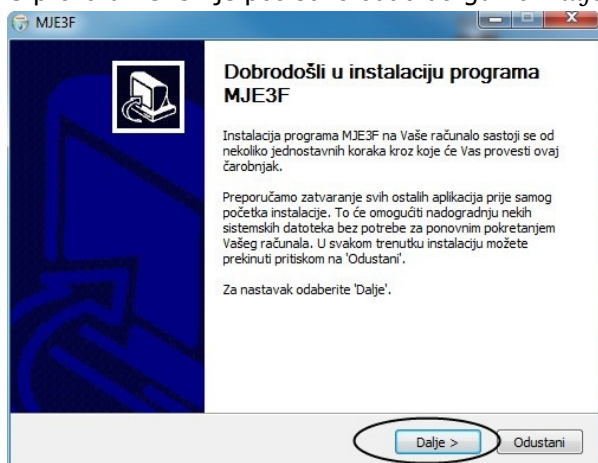 MJE3F
Dobrodošli u instalaciju programa
MJE3F
Instalacija programa MJE3F na Vaše računalo sastoji se od
nekoliko jednostavnih koraka kroz koje će Vas provesti ovaj
čarobnjak.
Preporučamo zatvaranje svih ostalih aplikacija prije samog
početka instalacije. To će omogućiti nadogradnju nekih
sistemskih datoteka bez potrebe za ponovnim pokretanjem
Vašeg računala. U svakom trenutku instalaciju možete
prekinuti pritiskom na 'Odustani'.
Za nastavak odaberite 'Dalje'.
Dalje >
Odustani